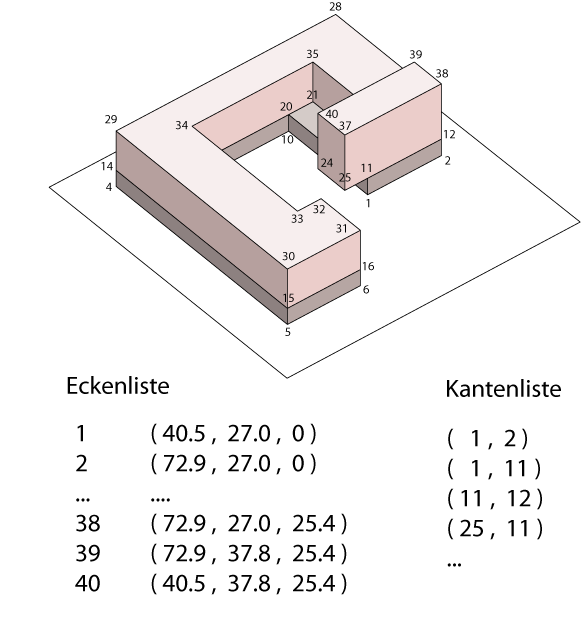 28
39
35
38
21
40
20
29
34
37
12
10
2
14
24
11
4
25
1
32
33
31
30
16
15
6
5
Eckenliste
1 ( 40.5 , 27.0 , 0 )
2 ( 72.9 , 27.0 , 0 )
... ....
38 ( 72.9 , 27.0 , 25.4 )
39 ( 72.9 , 37.8 , 25.4 )
40 ( 40.5 , 37.8 , 25.4 )
Kantenliste
( 1 , 2 )
( 1 , 11 )
(11 , 12 )
(25 , 11 )
...